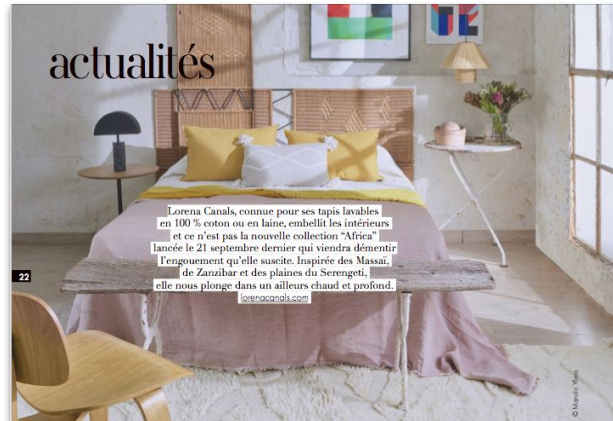 actualités
Lorena Canals, connue pour ses tapis lavables
en 100 % coton ou en laine, embellit les intérieurs
et ce n’est pas la nouvelle collection “Africa”
lancée le 21 septembre dernier qui viendra démentir
l’engouement qu’elle suscite. Inspirée des Massaï,
de Zanzibar et des plaines du Serengeti,
elle nous plonge dans un ailleurs chaud et profond.
lorenacanals.com
22